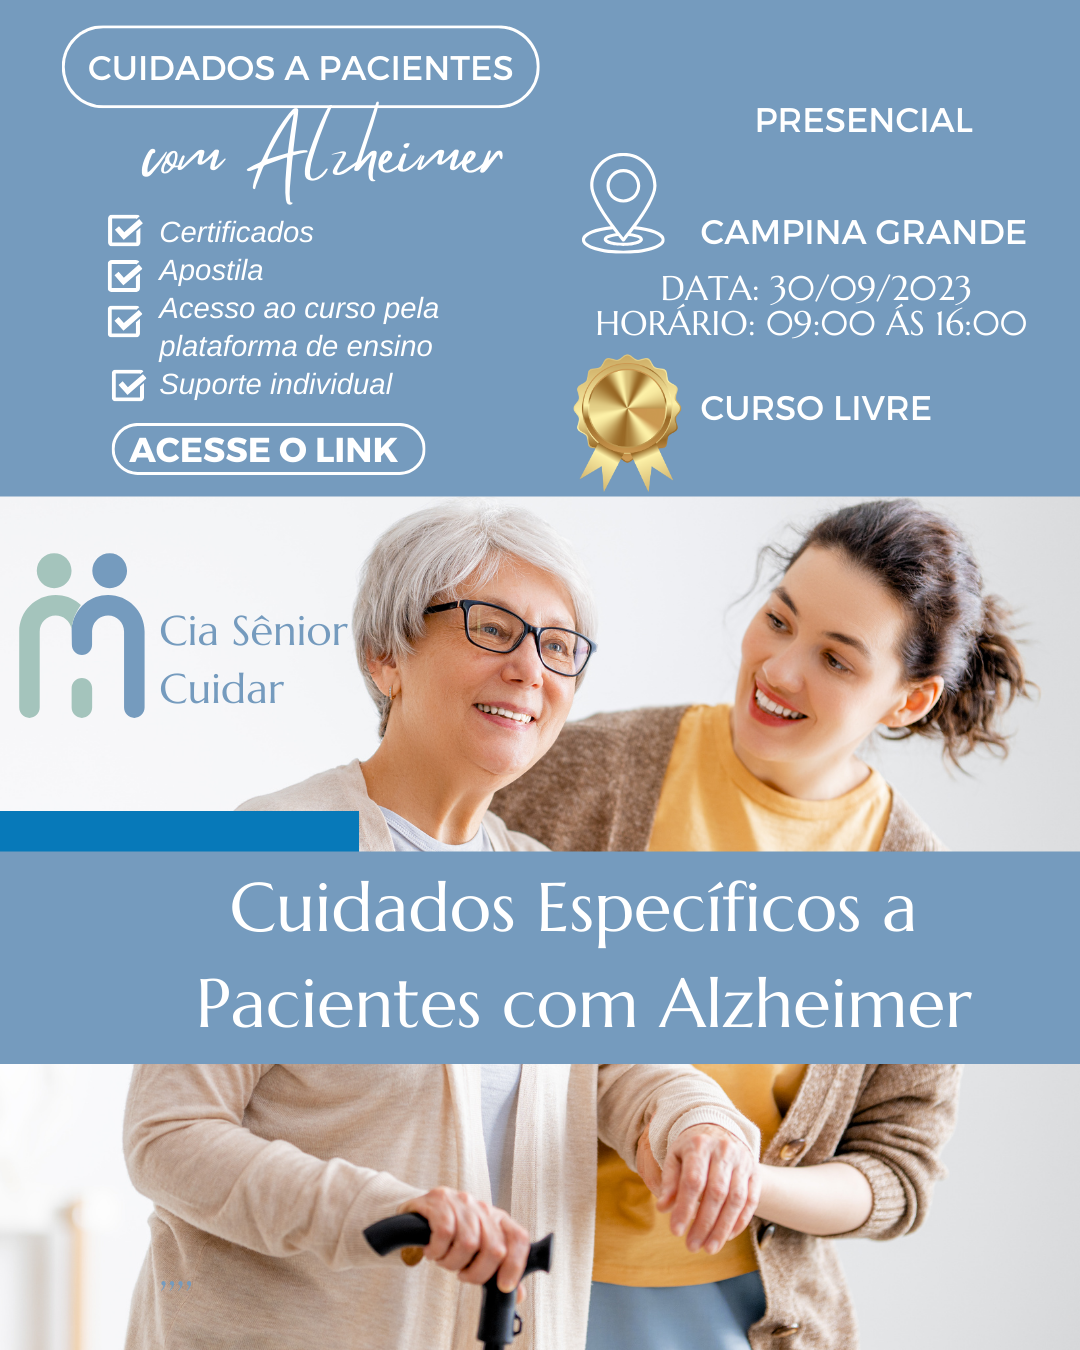 CUIDADOS A PACIENTES
com Alzheimer
Certificados
Apostila
Acesso ao curso pela
plataforma de ensino
Suporte individual
ACESSE O LINK
PRESENCIAL
CAMPINA GRANDE
DATA: 30/09/2023
HORÁRIO: 09:00 ÁS 16:00
CURSO LIVRE
Cia Sênior
Cuidar
Cuidados Específicos a
Pacientes com Alzheimer
,,,,